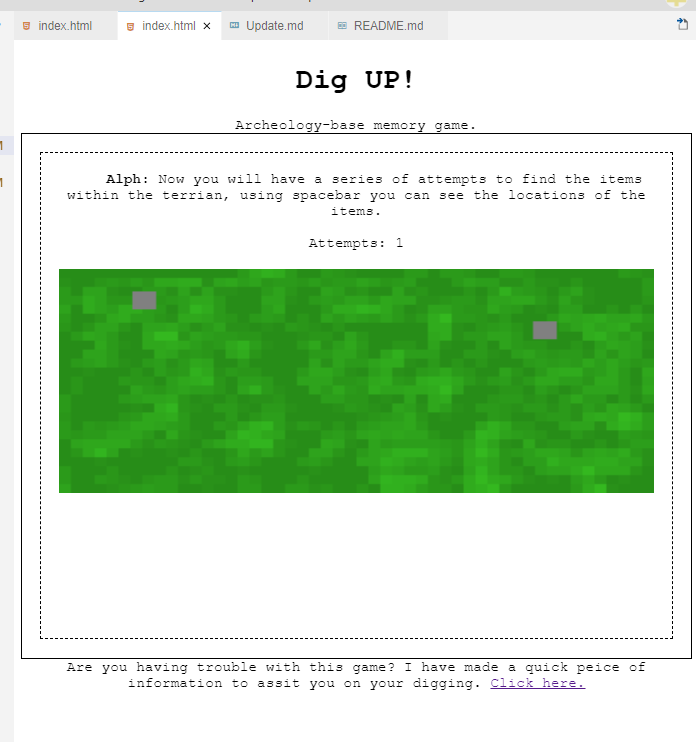 index.html
index.html ×
Update.md
README.md
Dig UP!
Archeology-base memory game.
Alph: Now you will have a series of attempts to find the items
within the terrian, using spacebar you can see the locations of the
items.
Attempts: 1
Are you having trouble with this game? I have made a quick peice of
information to assit you on your digging. Click here.